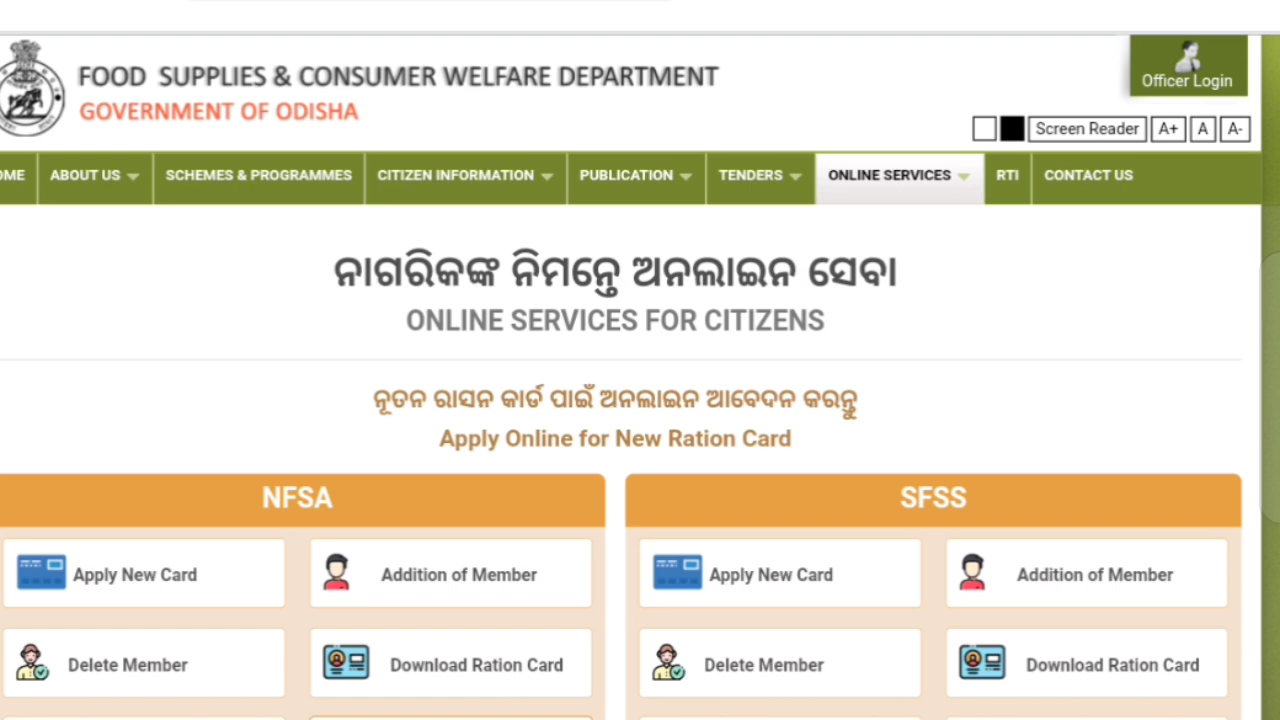 FOOD SUPPLIES & CONSUMER WELFARE DEPARTMENT
GOVERNMENT OF ODISHA
Officer Login
Screen Reader A+ A A-
OME ABOUT US SCHEMES & PROGRAMMES CITIZEN INFORMATION PUBLICATION TENDERS ONLINE SERVICES RTI CONTACT US
ନାଗରିକଙ୍କ ନିମନ୍ତେ ଅନଲାଇନ ସେବା
ONLINE SERVICES FOR CITIZENS
ନୂତନ ରାସନ କାର୍ଡ ପାଇଁ ଅନଲାଇନ ଆବେଦନ କରନ୍ତୁ
Apply Online for New Ration Card
NFSA SFSS
Apply New Card Addition of Member Apply New Card Addition of Member
Delete Member Download Ration Card Delete Member Download Ration Card